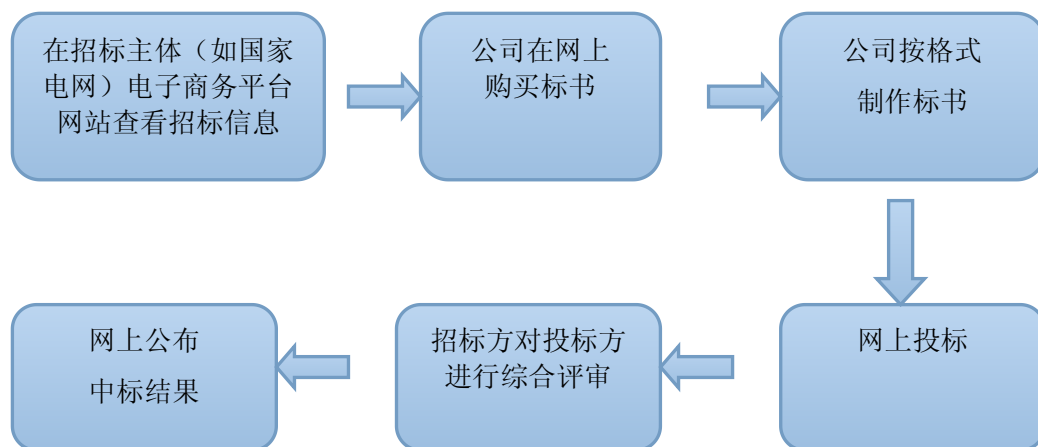 在招标主体（如国家
电网）电子商务平台
网站查看招标信息
公司在网上
购买标书
公司按格式
制作标书
网上投标
招标方对投标方
进行综合评审
网上公布
中标结果